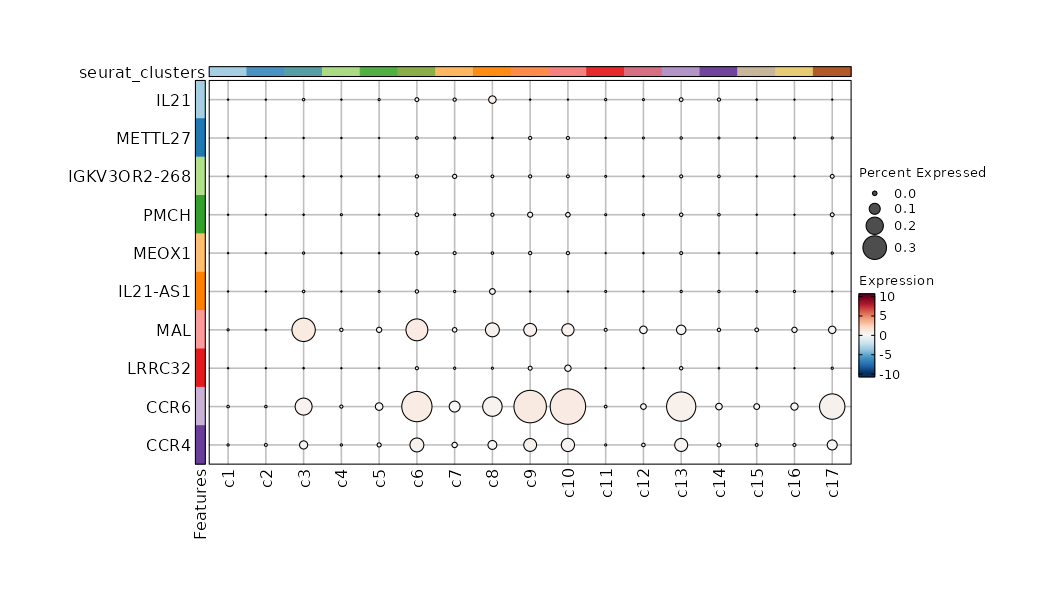 seurat_clusters
IL21
METTL27
IGKV3OR2-268
PMCH
MEOX1
IL21-AS1
MAL
LRRC32
CCR6
CCR4
Features
c1
c2
c3
c4
c5
c6
c7
c8
c9
c10
c11
c12
c13
c14
c15
c16
c17
Percent Expressed
0.0
0.1
0.2
0.3
Expression
10
5
0
-5
-10